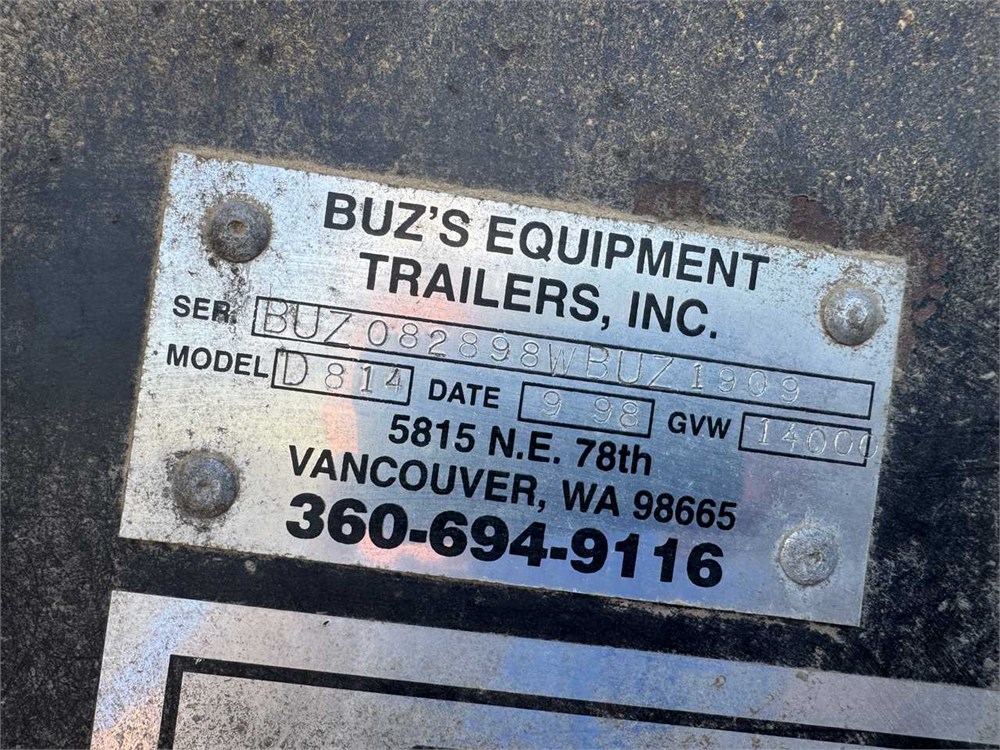 BUZ'S EQUIPMENT
TRAILERS, INC.
SER. BUZ082898WBUZ1909
MODEL D814 DATE 9 98 GVW 14000
5815 N.E. 78th
VANCOUVER, WA 98665
360-694-9116